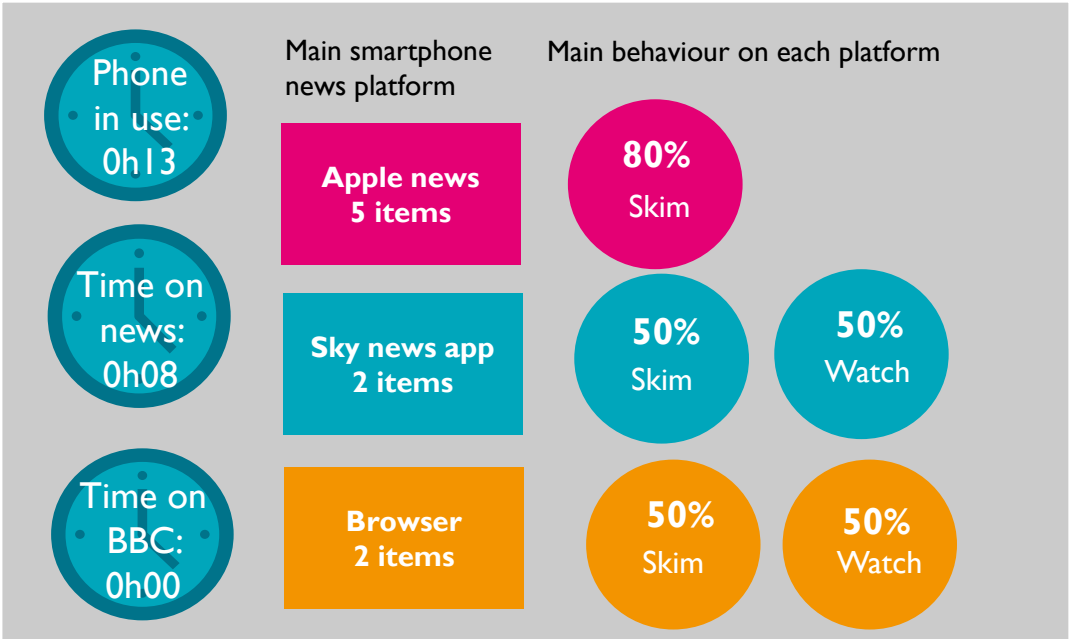 Phone
in use:
0h13
Time on
news:
0h08
Time on
BBC:
0h00
Main smartphone
news platform
Apple news
5 items
Sky news app
2 items
Browser
2 items
Main behaviour on each platform
80%
Skim
50%
Skim
50%
Watch
50%
Skim
50%
Watch